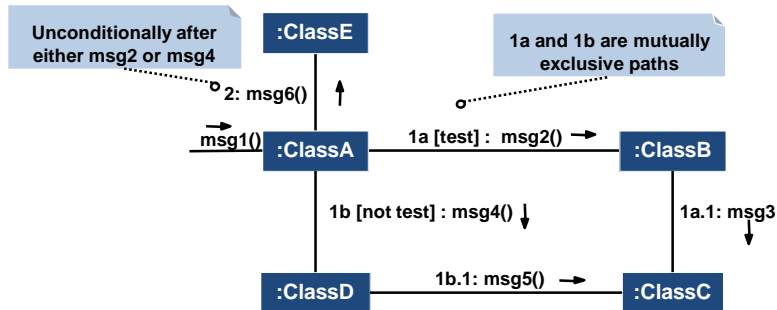 Unconditionally after
either msg2 or msg4
:ClassE
1a and 1b are mutually
exclusive paths
2: msg6()
msg1()
:ClassA
1a [test] : msg2()
:ClassB
1b [not test] : msg4()
1a.1: msg3
:ClassD
1b.1: msg5()
:ClassC